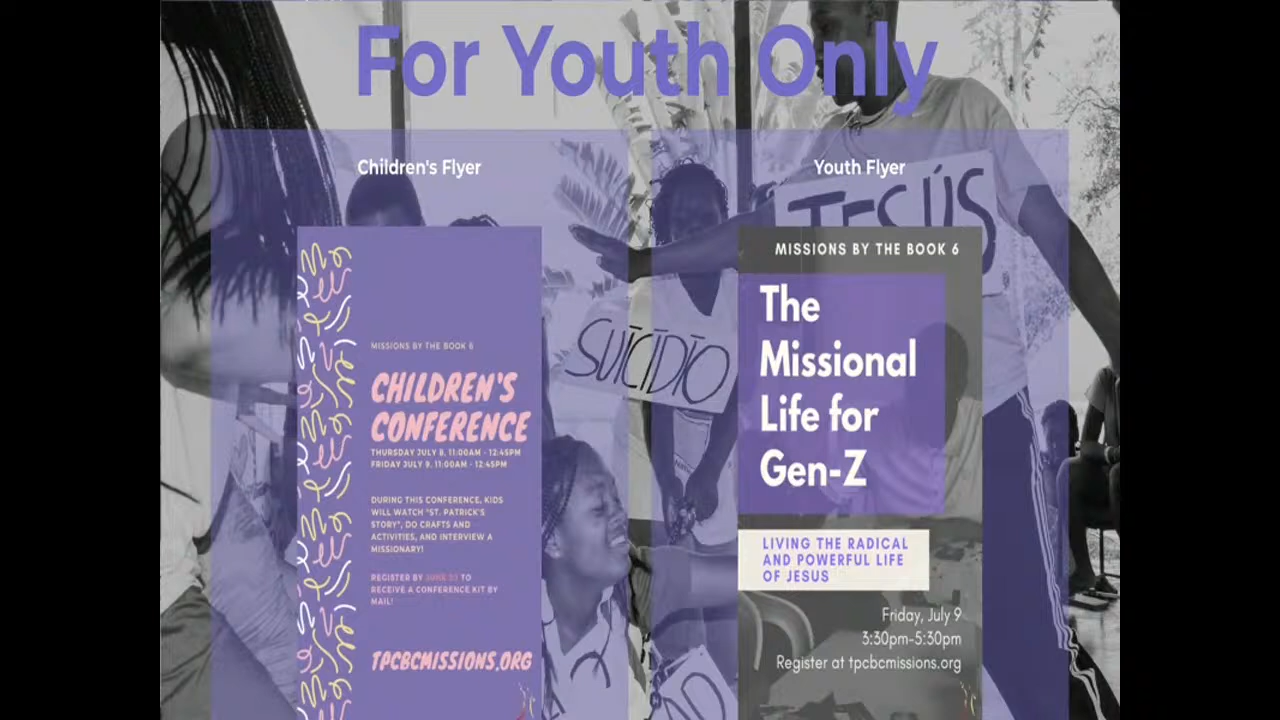 For Youth Only
Children's Flyer
MISSIONS BY THE BOOK 6
CHILDREN'S
CONFERENCE
THURSDAY JULY 8, 11:00AM - 12:45PM
FRIDAY JULY 9, 11:00AM - 12:45PM
DURING THIS CONFERENCE, KIDS
WILL WATCH "ST. PATRICK'S
STORY", DO CRAFTS AND
ACTIVITIES, AND INTERVIEW A
MISSIONARY!
REGISTER BY JUNE TO
RECEIVE A CONFERENCE KIT BY
MAIL!
TPCBCMISSIONS.ORG
Youth Flyer
MISSIONS BY THE BOOK 6
The
Missional
Life for
Gen-Z
LIVING THE RADICAL
AND POWERFUL LIFE
OF JESUS
Friday, July 9
3:30pm-5:30pm
Register at tpcbcmissions.org
JESÚS
SUICIDIO